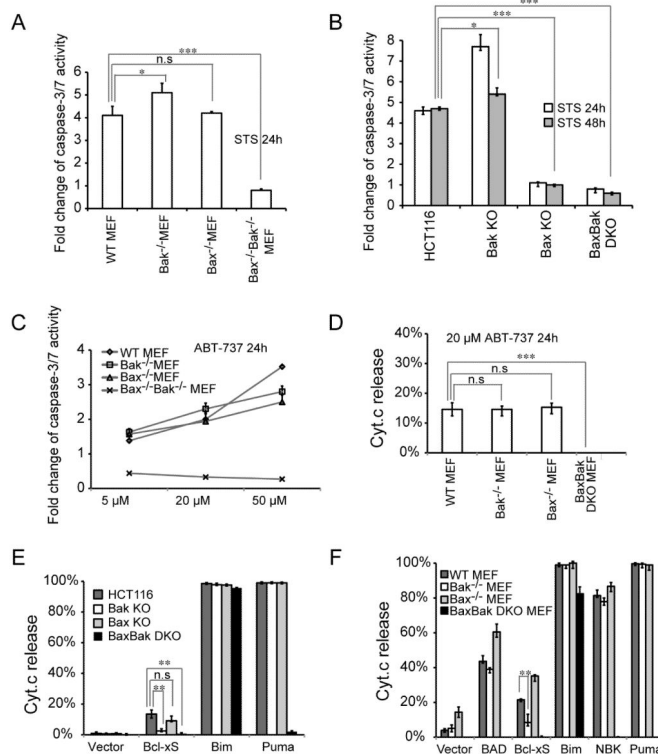 A
Fold change of caspase-3/7 activity
6
5
4
3
2
1
0
***
n.s
*
STS 24h
WT MEF
Bak-/-MEF
Bax-/-MEF
Bax-/-Bak-/-
MEF
B
Fold change of caspase-3/7 activity
9
8
7
6
5
4
3
2
1
0
***
***
*
STS 24h
STS 48h
HCT116
Bak KO
Bax KO
BaxBak
DKO
C
Fold change of caspase-3/7 activity
4
3
2
1
0
ABT-737 24h
WT MEF
Bak-/-MEF
Bax-/-MEF
Bax-/-Bak-/- MEF
5 µM
20 µM
50 µM
D
20 µM ABT-737 24h
Cyt.c release
40%
30%
20%
10%
0%
***
n.s
n.s
WT MEF
Bak-/- MEF
Bax-/- MEF
BaxBak
DKO MEF
E
Cyt.c release
100%
80%
60%
40%
20%
0%
HCT116
Bak KO
Bax KO
BaxBak DKO
**
n.s
**
Vector
Bcl-xS
Bim
Puma
F
Cyt.c release
100%
80%
60%
40%
20%
0%
WT MEF
Bak-/- MEF
Bax-/- MEF
BaxBak DKO MEF
**
Vector
BAD
Bcl-xS
Bim
NBK
Puma